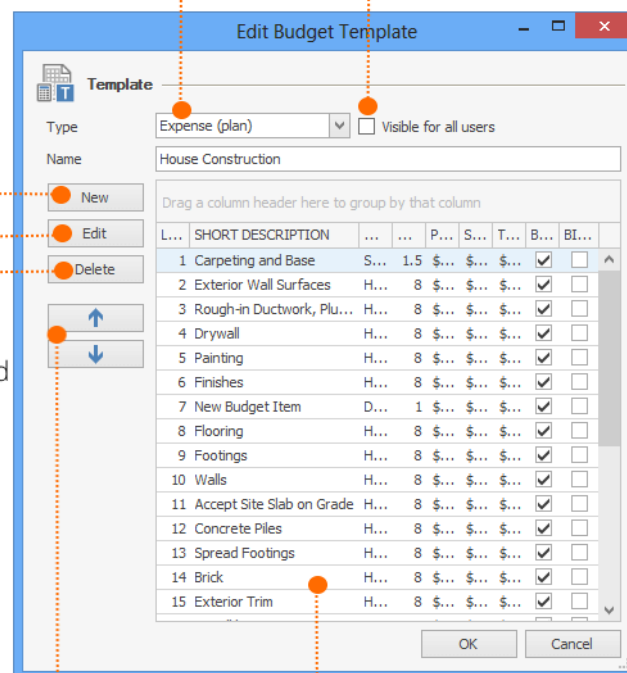 Edit Budget Template
Template
Type
Expense (plan)
Visible for all users
Name
House Construction
New
Edit
Delete
d
Drag a column header here to group by that column
L... SHORT DESCRIPTION ... ... P... S... T... B... BI...
1 Carpeting and Base S... 1.5 $... $... $...
2 Exterior Wall Surfaces H... 8 $... $... $...
3 Rough-in Ductwork, Plu... H... 8 $... $... $...
4 Drywall H... 8 $... $... $...
5 Painting H... 8 $... $... $...
6 Finishes H... 8 $... $... $...
7 New Budget Item D... 1 $... $... $...
8 Flooring H... 8 $... $... $...
9 Footings H... 8 $... $... $...
10 Walls H... 8 $... $... $...
11 Accept Site Slab on Grade H... 8 $... $... $...
12 Concrete Piles H... 8 $... $... $...
13 Spread Footings H... 8 $... $... $...
14 Brick H... 8 $... $... $...
15 Exterior Trim H... 8 $... $... $...
OK
Cancel